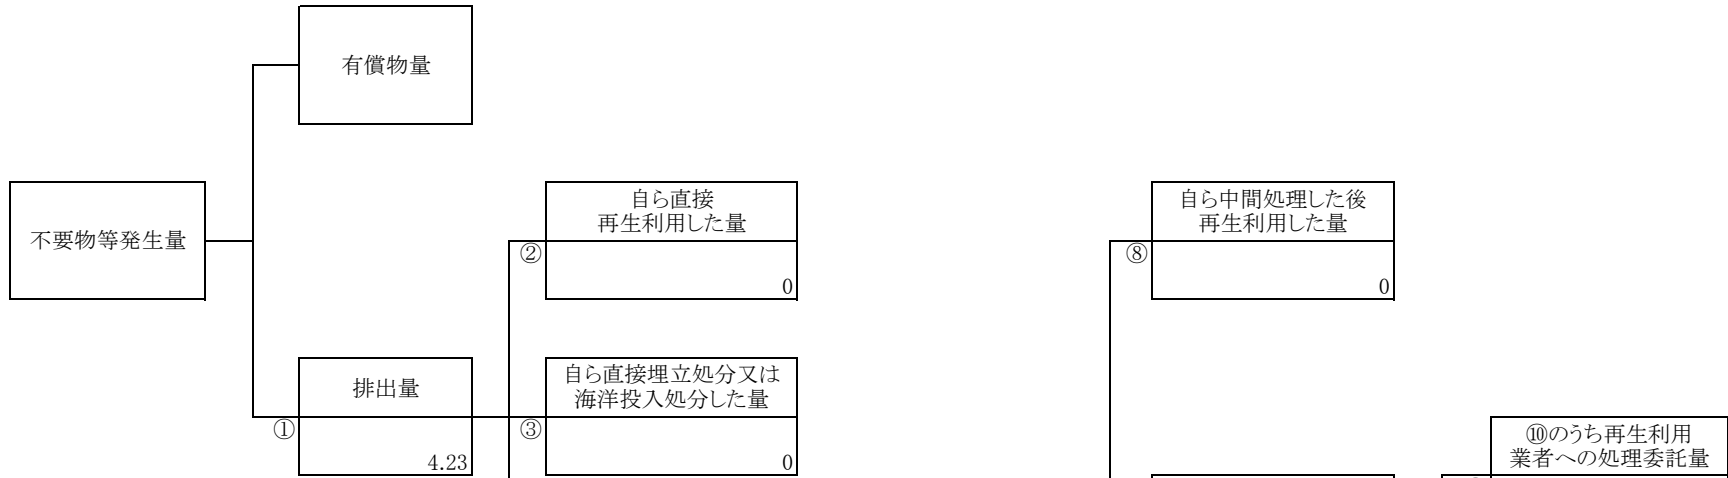 有償物量
不要物等発生量
自ら直接
再生利用した量
②
0
自ら中間処理した後
再生利用した量
⑧
0
排出量
①
4.23
自ら直接埋立処分又は
海洋投入処分した量
③
0
⑩のうち再生利用
業者への処理委託量